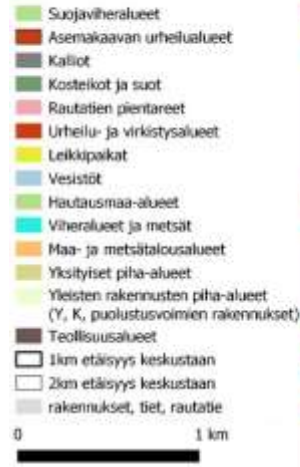 Suojaviheralueet
Asemakaavan urheilualueet
Kalliot
Kosteikot ja suot
Rautatien pientareet
Urheilu- ja virkistysalueet
Leikkipaikat
Vesistöt
Hautausmaa-alueet
Viheralueet ja metsät
Maa- ja metsätalousalueet
Yksityiset piha-alueet
Yleisten rakennusten piha-alueet
(Y, K, puolustusvoimien rakennukset)
Teollisuusalueet
1km etäisyys keskustaan
2km etäisyys keskustaan
rakennukset, tiet, rautatie
0 1 km